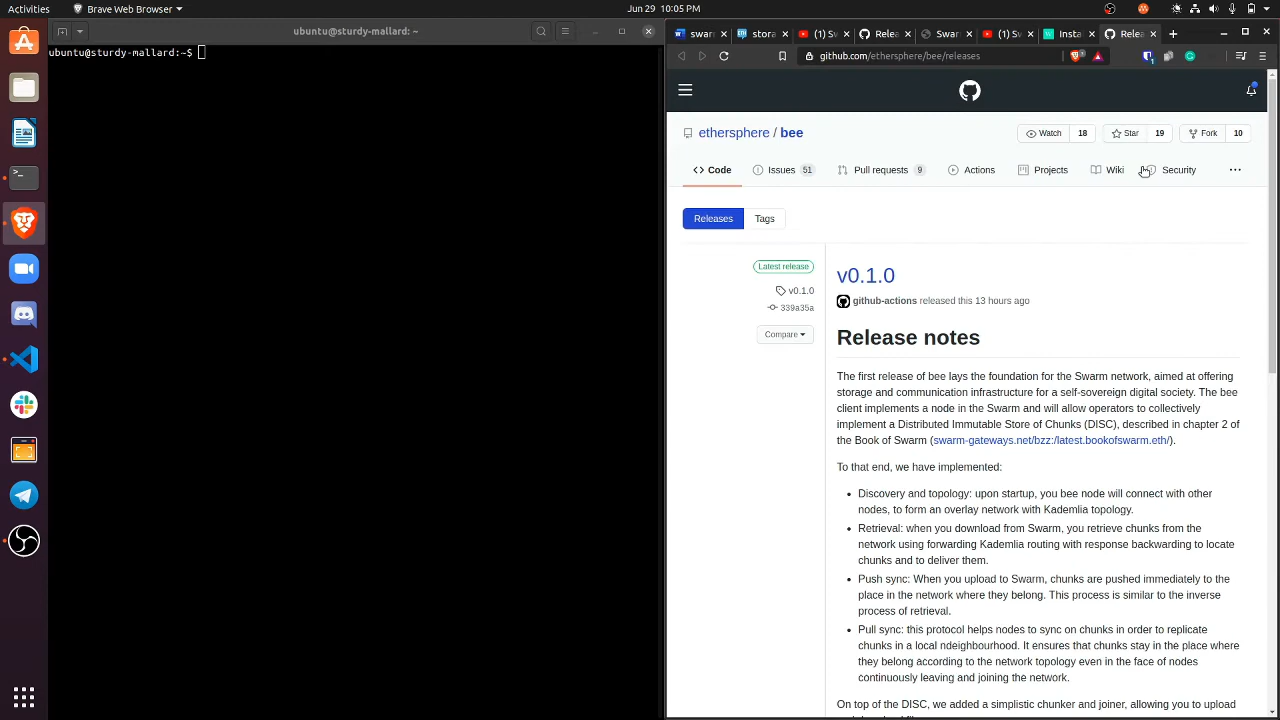 Activities
Brave Web Browser
Jun 29 10:05 PM
ubuntu@sturdy-mallard: ~
ubuntu@sturdy-mallard:~$
swarm
stora
(1) Sw
Relea
Swar
(1) Sw
Insta
Relea
github.com/ethersphere/bee/releases
ethersphere / bee
Watch 18
Star 19
Fork 10
Code
Issues 51
Pull requests 9
Actions
Projects
Wiki
Security
Releases
Tags
Latest release
v0.1.0
339a35a
Compare
v0.1.0
github-actions released this 13 hours ago
Release notes
The first release of bee lays the foundation for the Swarm network, aimed at offering
storage and communication infrastructure for a self-sovereign digital society. The bee
client implements a node in the Swarm and will allow operators to collectively
implement a Distributed Immutable Store of Chunks (DISC), described in chapter 2 of
the Book of Swarm (swarm-gateways.net/bzz:/latest.bookofswarm.eth/).
To that end, we have implemented:
• Discovery and topology: upon startup, you bee node will connect with other
nodes, to form an overlay network with Kademlia topology.
• Retrieval: when you download from Swarm, you retrieve chunks from the
network using forwarding Kademlia routing with response backwarding to locate
chunks and to deliver them.
• Push sync: When you upload to Swarm, chunks are pushed immediately to the
place in the network where they belong. This process is similar to the inverse
process of retrieval.
• Pull sync: this protocol helps nodes to sync on chunks in order to replicate
chunks in a local ndeighbourhood. It ensures that chunks stay in the place where
they belong according to the network topology even in the face of nodes
continuously leaving and joining the network.
On top of the DISC, we added a simplistic chunker and joiner, allowing you to upload